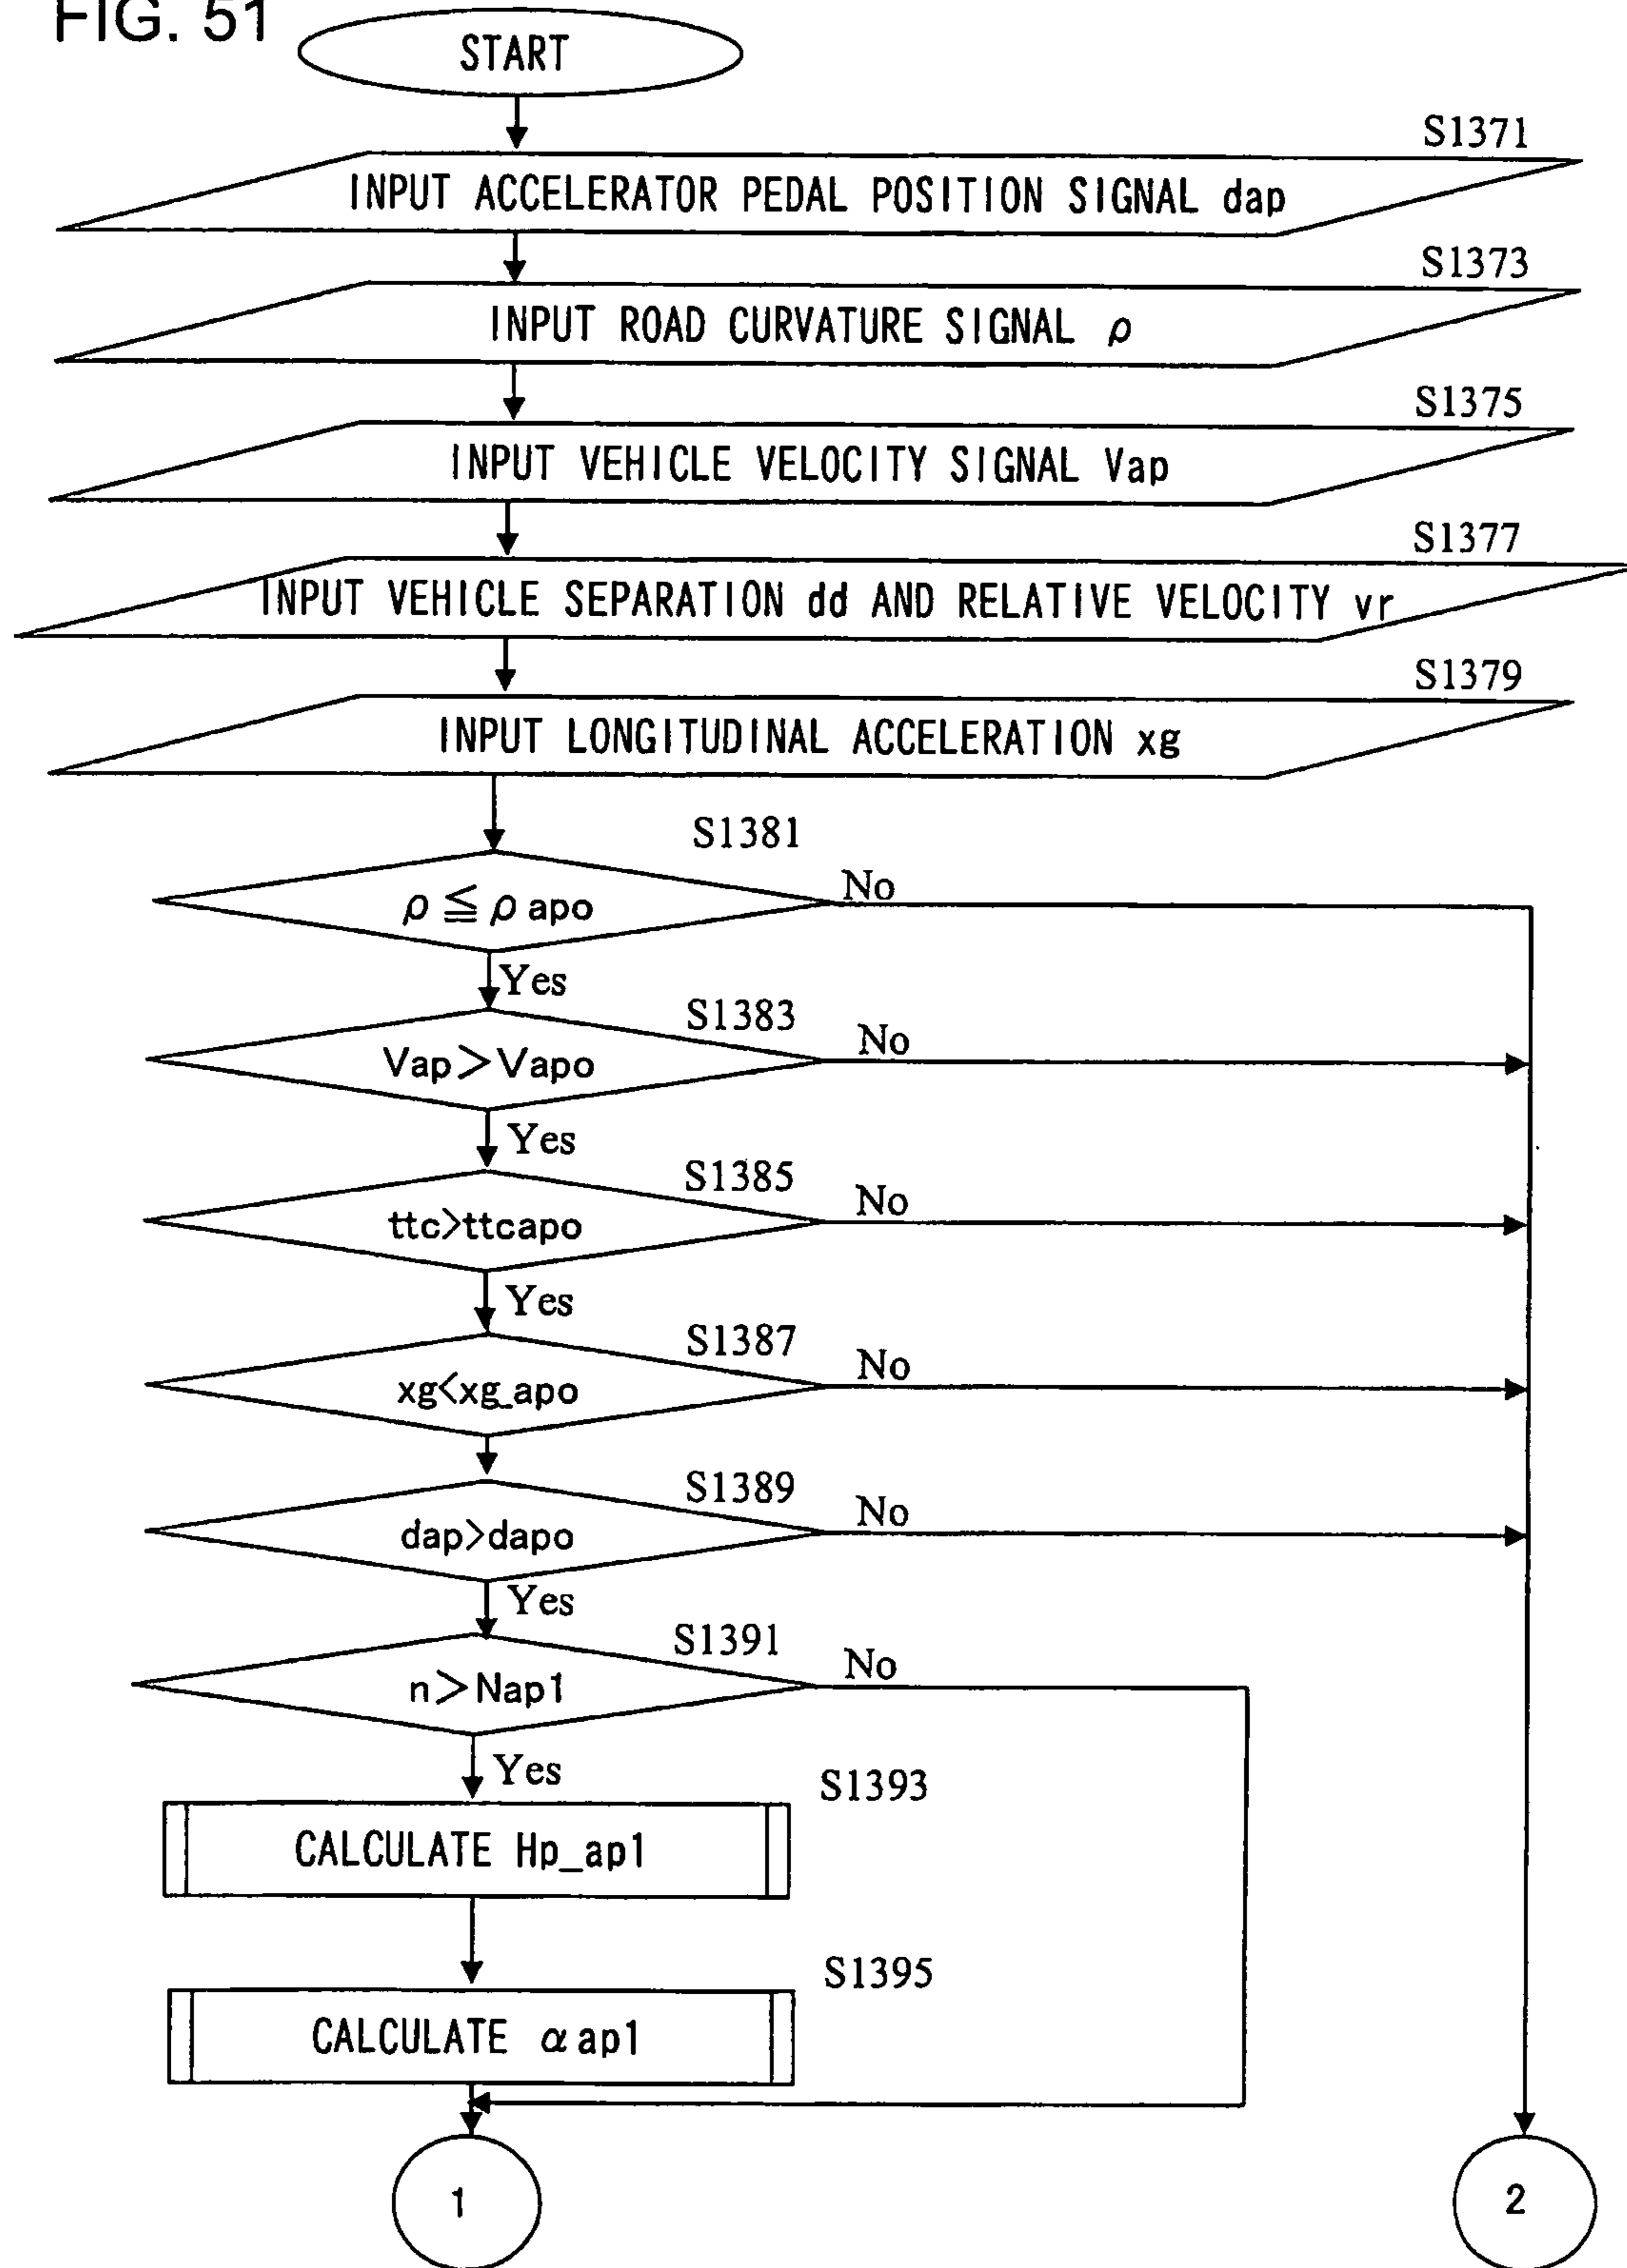 FIG. 51
START
S1371
INPUT ACCELERATOR PEDAL POSITION SIGNAL dap
S1373
INPUT ROAD CURVATURE SIGNAL ρ
S1375
INPUT VEHICLE VELOCITY SIGNAL Vap
S1377
INPUT VEHICLE SEPARATION dd AND RELATIVE VELOCITY vr
S1379
INPUT LONGITUDINAL ACCELERATION xg
S1381
ρ ≦ ρ apo
No
Yes
S1383
Vap>Vapo
No
Yes
S1385
ttc>ttcapo
No
Yes
S1387
xg<xg_apo
No
S1389
dap>dapo
No
Yes
S1391
n>Nap1
No
Yes
S1393
CALCULATE Hp_ap1
S1395
CALCULATE α ap1
1
2